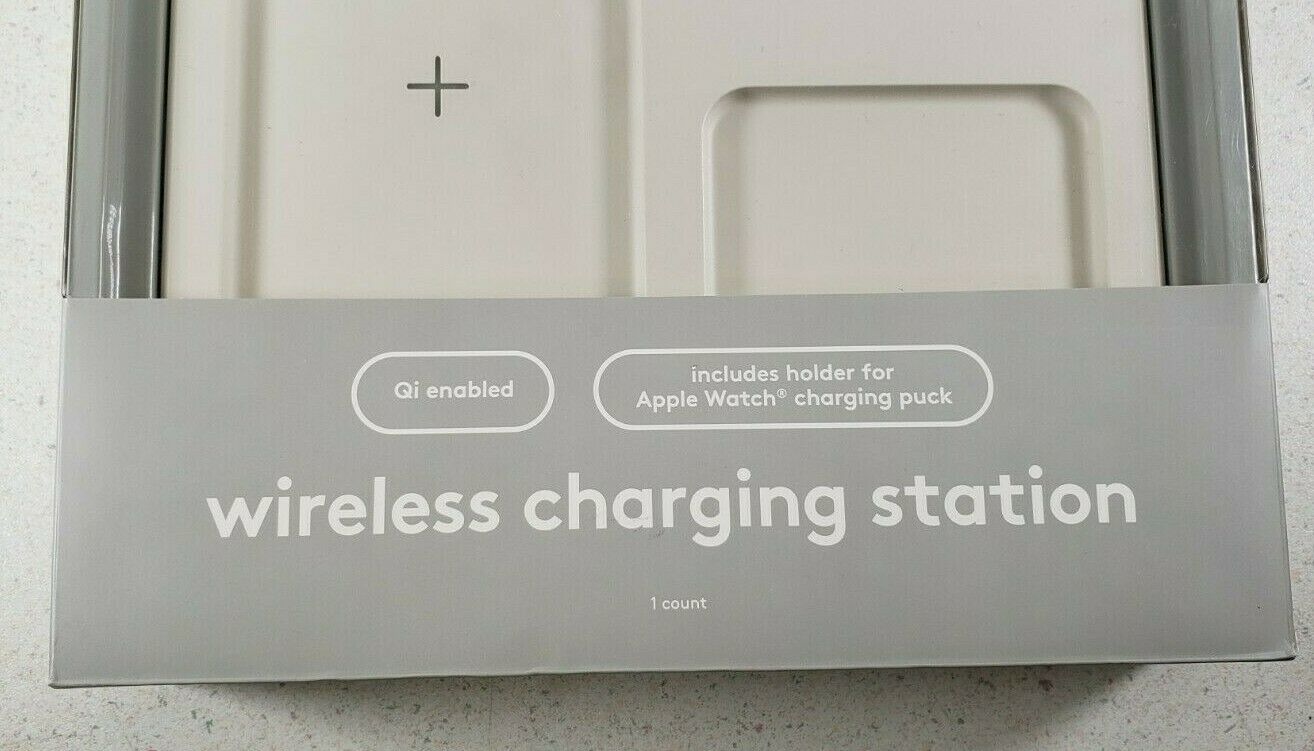 Qi enabled
includes holder for
Apple Watch® charging puck
wireless charging station
1 count